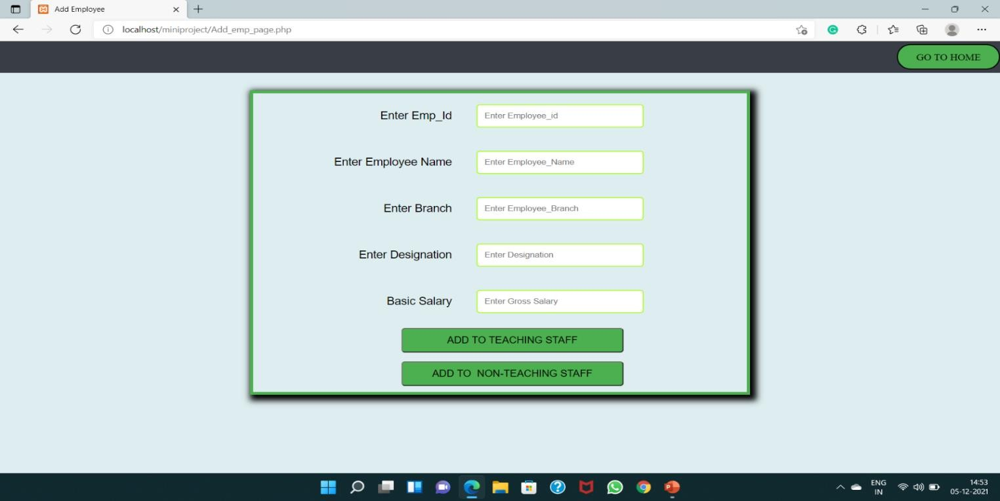 Add Employee
localhost/miniproject/Add_emp_page.php
GO TO HOME
Enter Emp_Id
Enter Employee_id
Enter Employee Name
Enter Employee_Name
Enter Branch
Enter Employee_Branch
Enter Designation
Enter Designation
Basic Salary
Enter Gross Salary
ADD TO TEACHING STAFF
ADD TO  NON-TEACHING STAFF
ENG
IN
14:53
05-12-2021